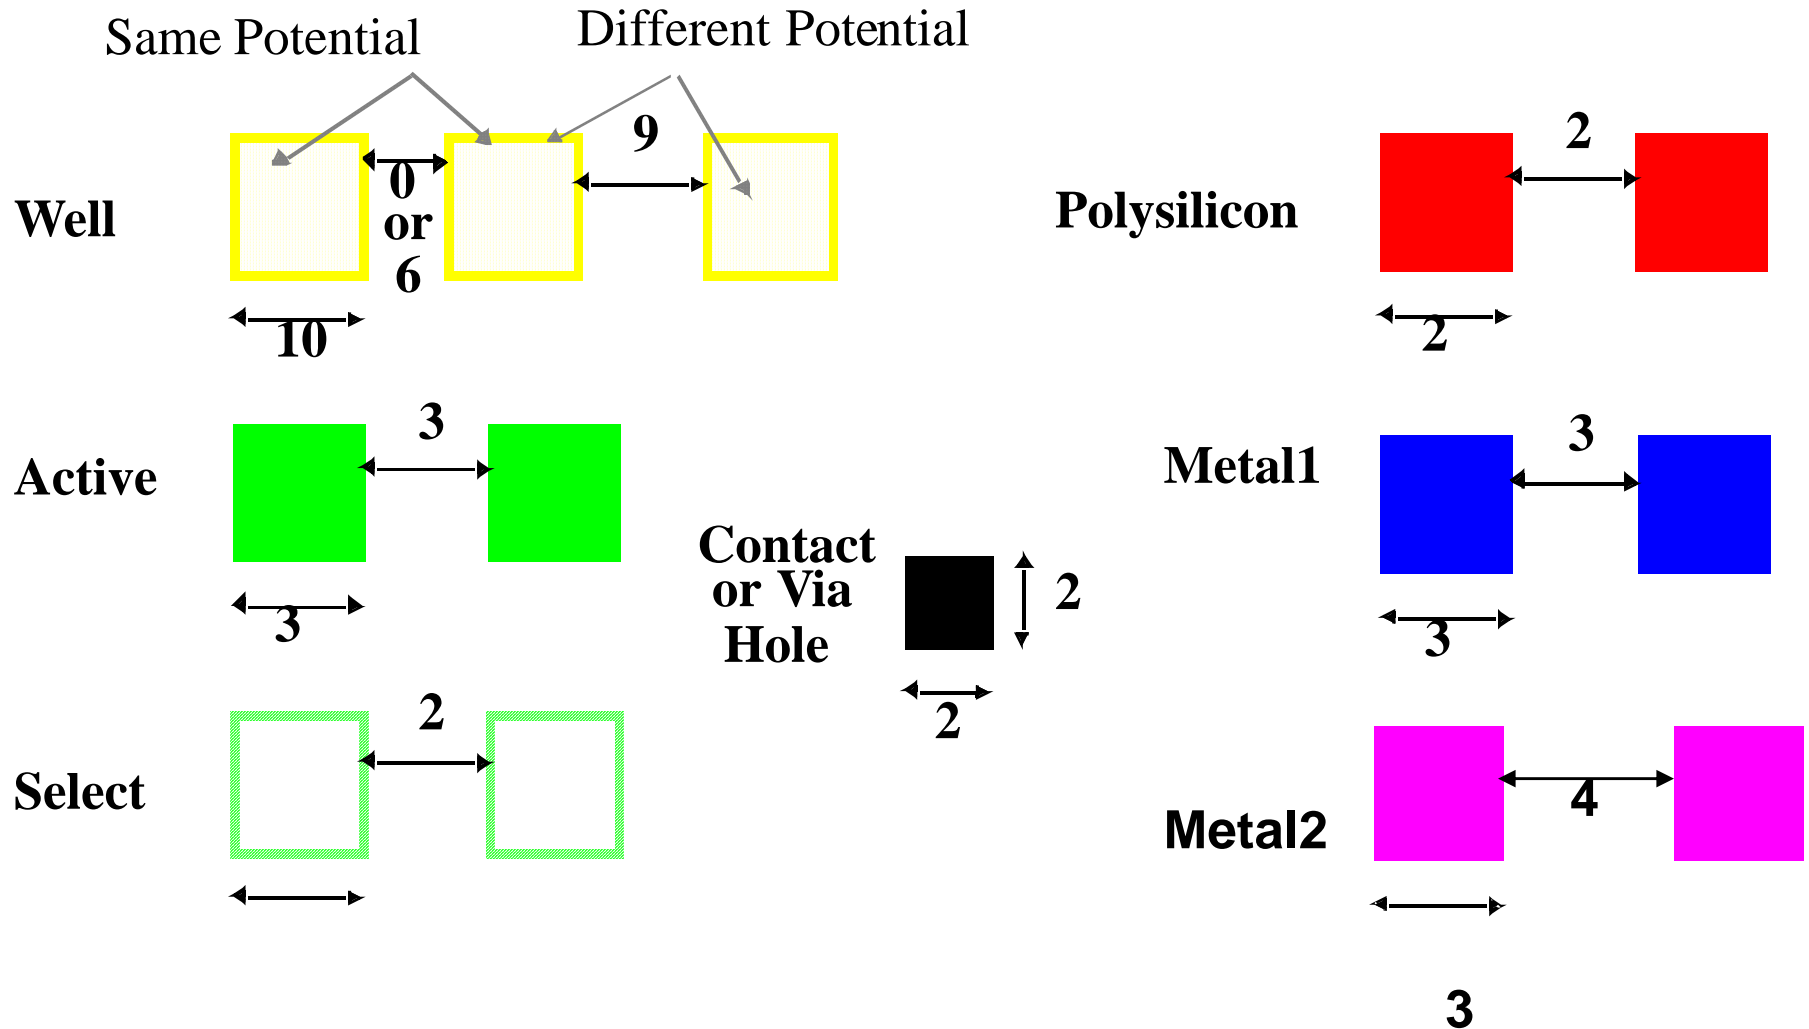 Same Potential
Different Potential
Well
0
or
6
9
10
Polysilicon
2
2
Active
3
3
Metal1
3
3
Contact
or Via
Hole
2
2
Select
2
Metal2
4
3